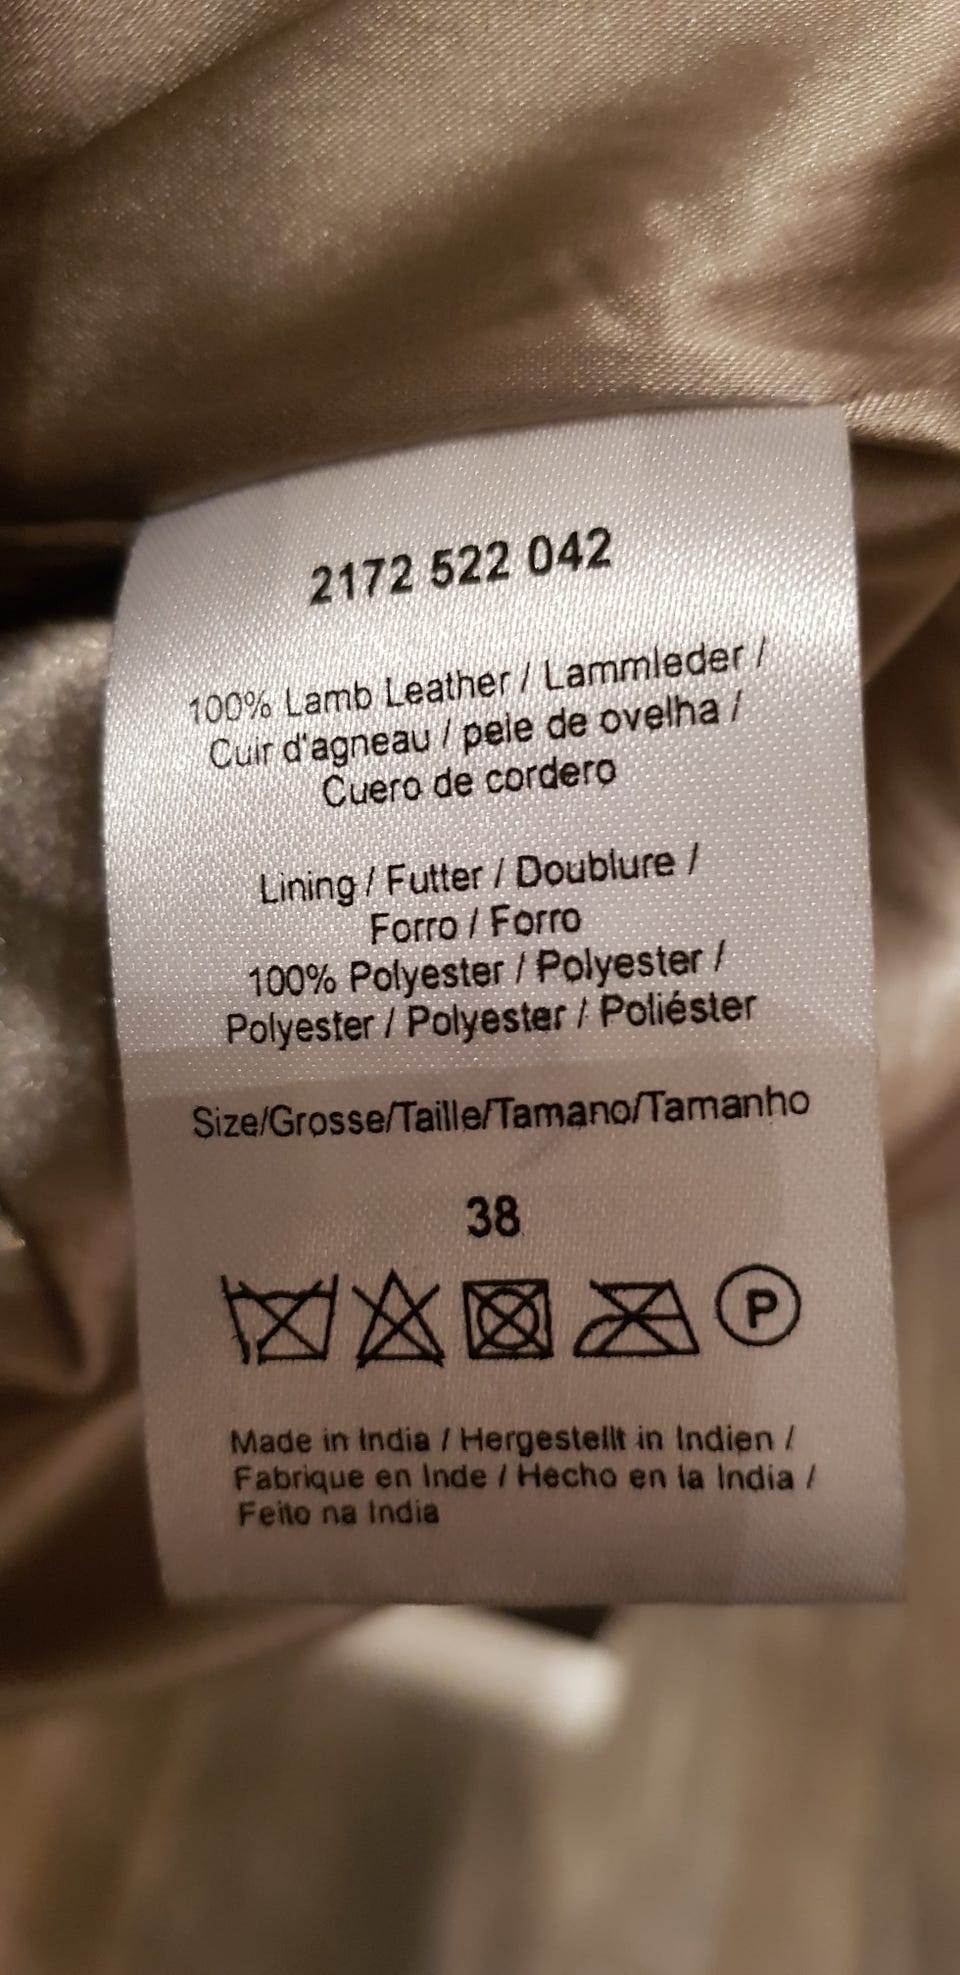 2172 522 042
100% Lamb Leather / Lammleder /
Cuir d'agneau / pele de ovelha /
Cuero de cordero
Lining / Futter / Doublure /
Forro / Forro
100% Polyester / Polyester /
Polyester / Polyester / Poliéster
Size/Grosse/Taille/Tamano/Tamanho
38
P
Made in India / Hergestellt in Indien /
Fabrique en Inde / Hecho en la India /
Feito na India